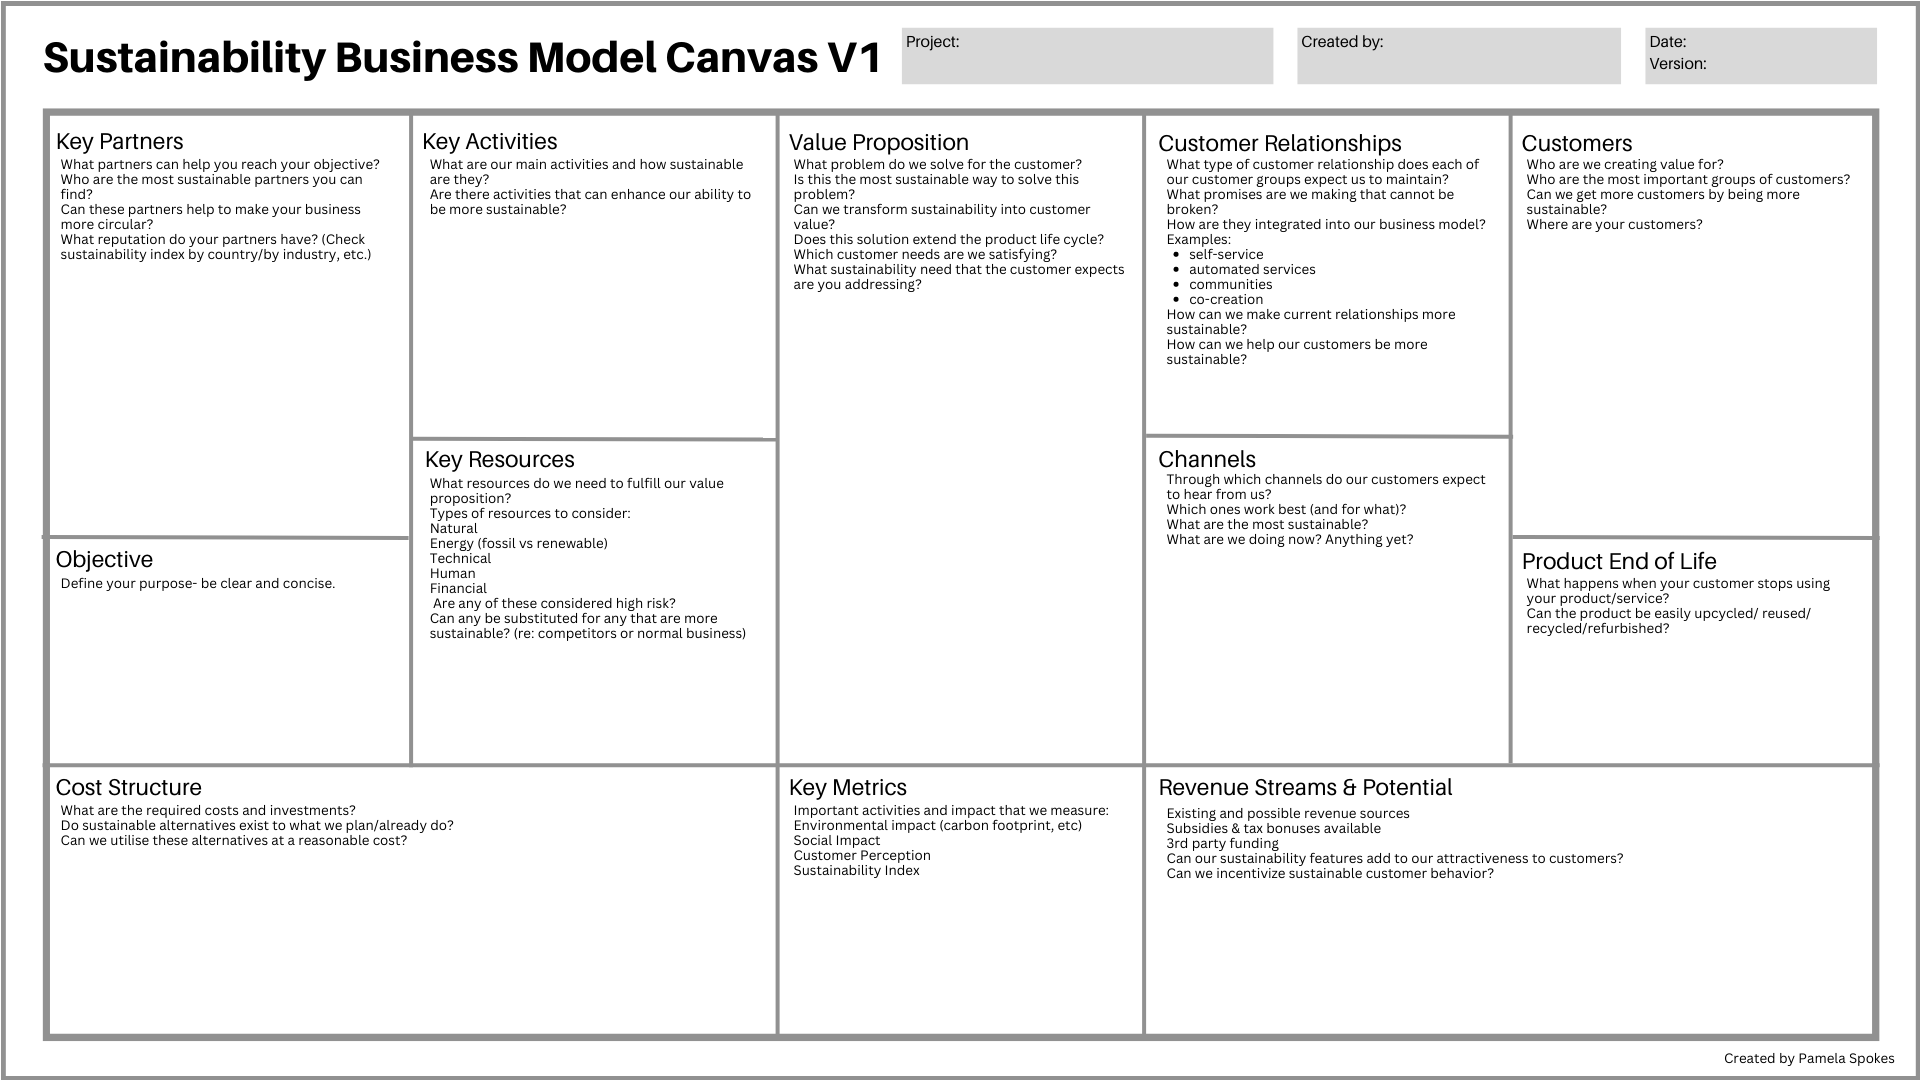 Sustainability Business Model Canvas V1
Project:
Created by:
Date:
Version:
Key Partners
What partners can help you reach your objective?
Who are the most sustainable partners you can
find?
Can these partners help to make your business
more circular?
What reputation do your partners have? (Check
sustainability index by country/by industry, etc.)
Objective
Define your purpose- be clear and concise.
Key Activities
What are our main activities and how sustainable
are they?
Are there activities that can enhance our ability to
be more sustainable?
Key Resources
What resources do we need to fulfill our value
proposition?
Types of resources to consider:
Natural
Energy (fossil vs renewable)
Technical
Human
Financial
Are any of these considered high risk?
Can any be substituted for any that are more
sustainable? (re: competitors or normal business)
Value Proposition
What problem do we solve for the customer?
Is this the most sustainable way to solve this
problem?
Can we transform sustainability into customer
value?
Does this solution extend the product life cycle?
Which customer needs are we satisfying?
What sustainability need that the customer expects
are you addressing?
Customer Relationships
What type of customer relationship does each of
our customer groups expect us to maintain?
What promises are we making that cannot be
broken?
How are they integrated into our business model?
Examples:
• self-service
• automated services
• communities
• co-creation
How can we make current relationships more
sustainable?
How can we help our customers be more
sustainable?
Channels
Through which channels do our customers expect
to hear from us?
Which ones work best (and for what)?
What are the most sustainable?
What are we doing now? Anything yet?
Customers
Who are we creating value for?
Who are the most important groups of customers?
Can we get more customers by being more
sustainable?
Where are your customers?
Product End of Life
What happens when your customer stops using
your product/service?
Can the product be easily upcycled/ reused/
recycled/refurbished?
Cost Structure
What are the required costs and investments?
Do sustainable alternatives exist to what we plan/already do?
Can we utilise these alternatives at a reasonable cost?
Key Metrics
Important activities and impact that we measure:
Environmental impact (carbon footprint, etc)
Social Impact
Customer Perception
Sustainability Index
Revenue Streams & Potential
Existing and possible revenue sources
Subsidies & tax bonuses available
3rd party funding
Can our sustainability features add to our attractiveness to customers?
Can we incentivize sustainable customer behavior?
Created by Pamela Spokes